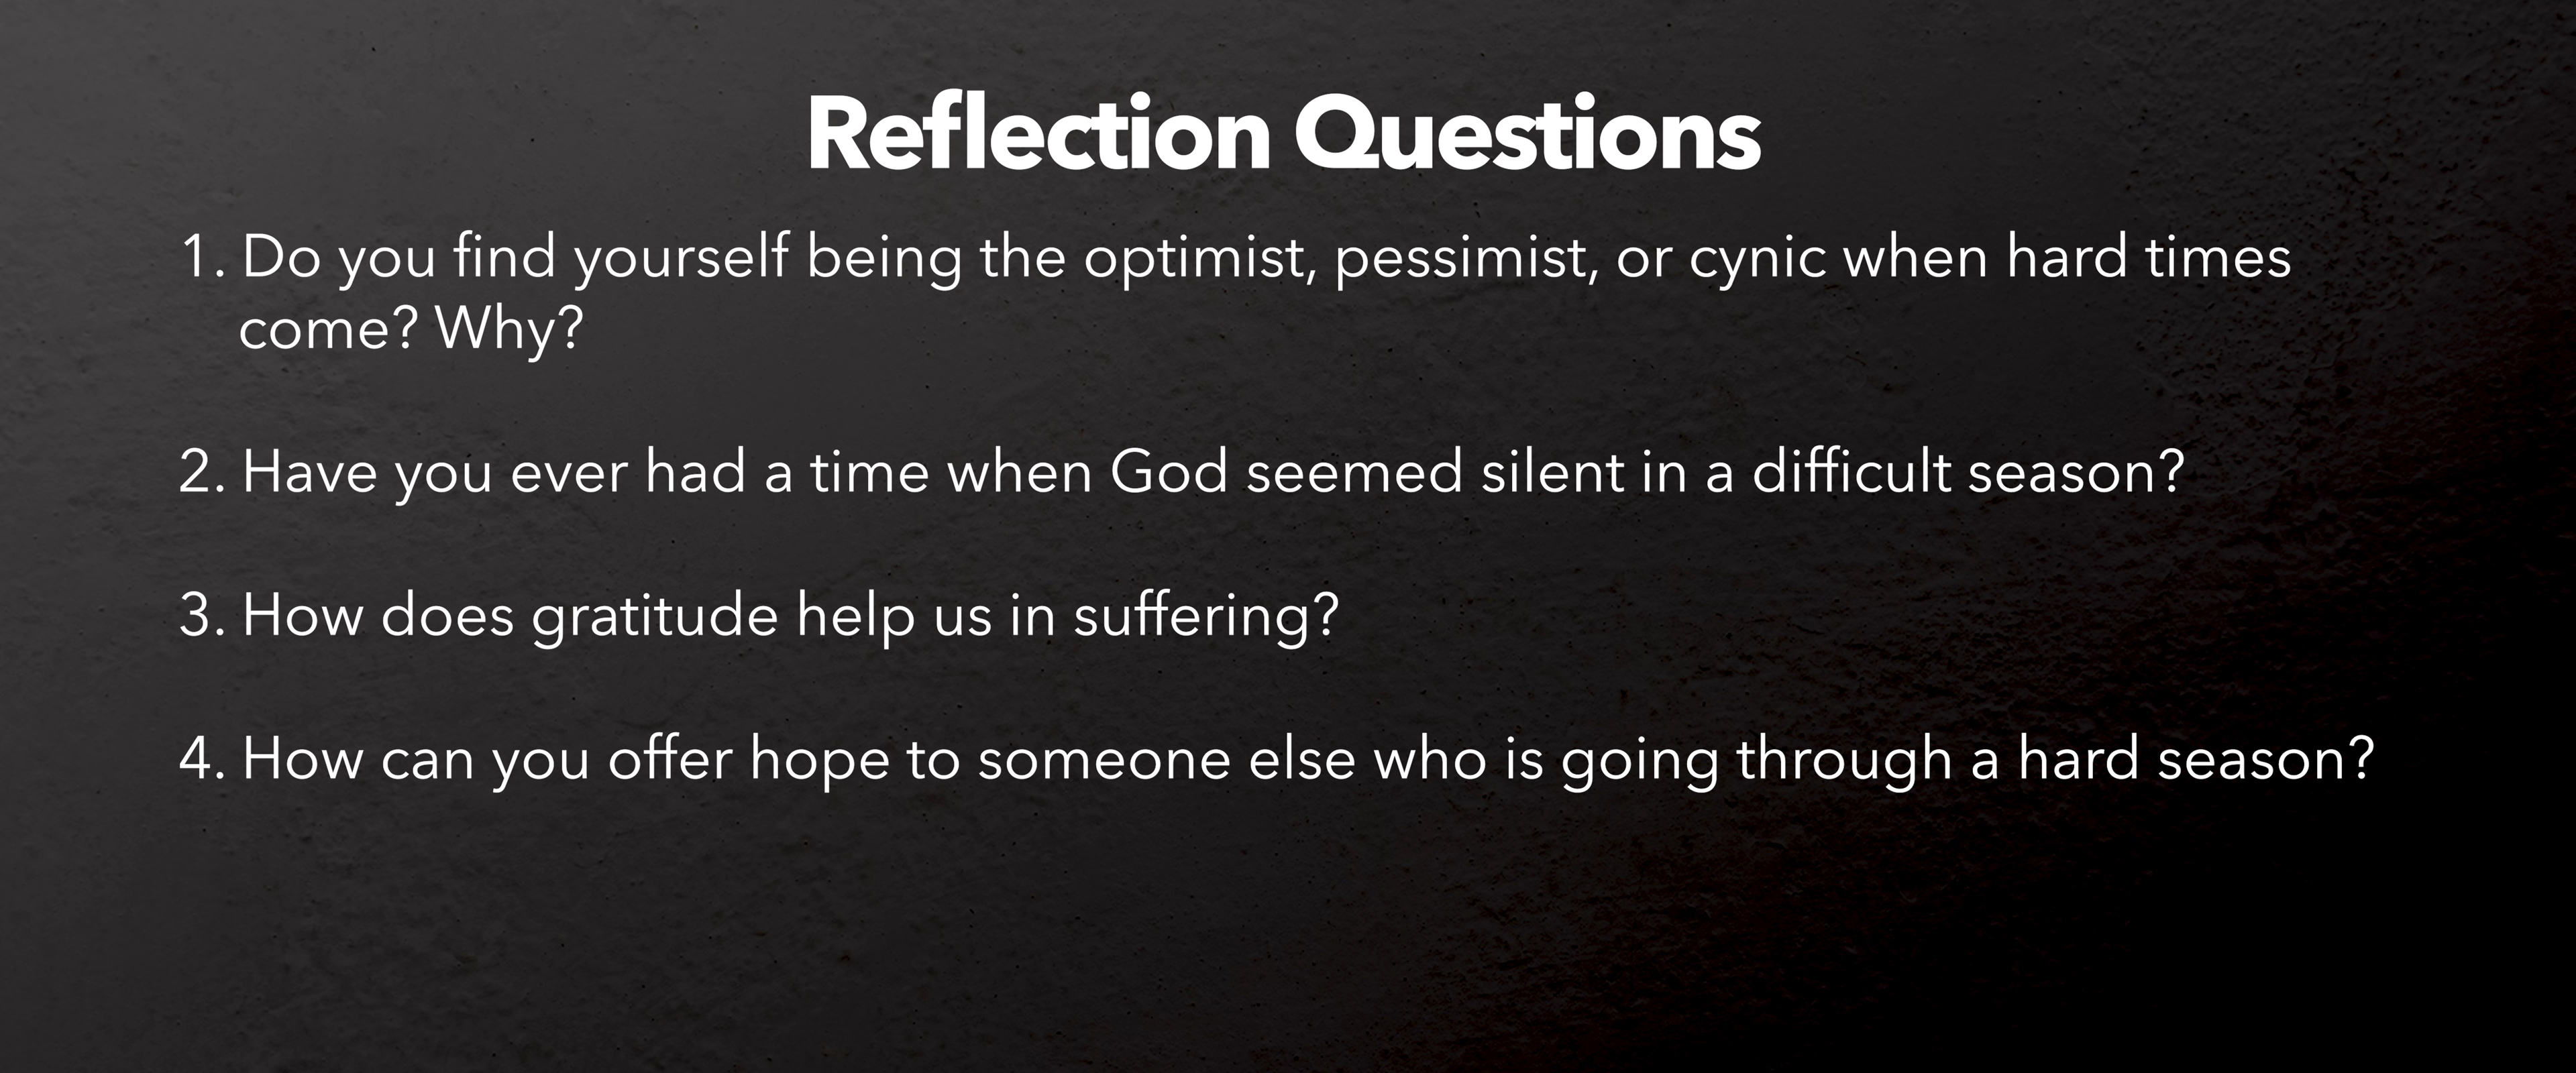 Reflection Questions
1. Do you find yourself being the optimist, pessimist, or cynic when hard times
come? Why?
2. Have you ever had a time when God seemed silent in a difficult season?
3. How does gratitude help us in suffering?
4. How can you offer hope to someone else who is going through a hard season?